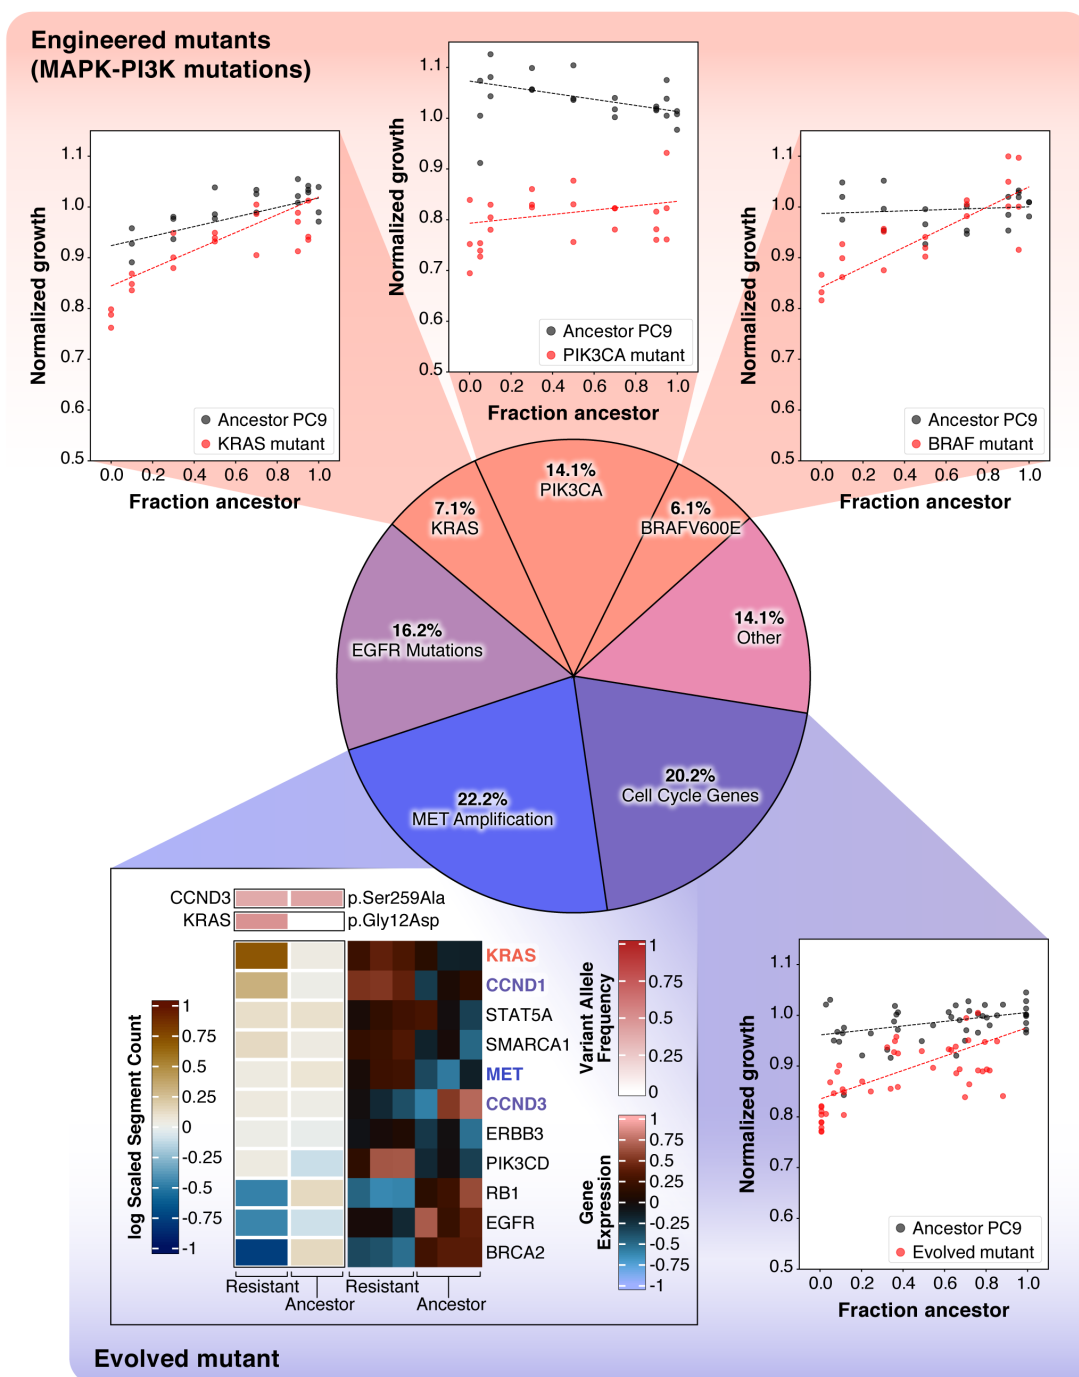 Engineered mutants
(MAPK-PI3K mutations)
Normalized growth
1.1
1.0
0.9
0.8
0.7
0.6
0.5
0.0 0.2 0.4 0.6 0.8 1.0
Fraction ancestor
Ancestor PC9
KRAS mutant
Normalized growth
1.1
1.0
0.9
0.8
0.7
0.6
0.5
0.0 0.2 0.4 0.6 0.8 1.0
Fraction ancestor
Ancestor PC9
PIK3CA mutant
Normalized growth
1.1
1.0
0.9
0.8
0.7
0.6
0.5
0.0 0.2 0.4 0.6 0.8 1.0
Fraction ancestor
Ancestor PC9
BRAF mutant
14.1%
PIK3CA
7.1%
KRAS
6.1%
BRAFV600E
16.2%
EGFR Mutations
14.1%
Other
22.2%
MET Amplification
20.2%
Cell Cycle Genes
CCND3 p.Ser259Ala
KRAS p.Gly12Asp
log Scaled Segment Count
1
0.75
0.5
0.25
0
-0.25
-0.5
-0.75
-1
KRAS
CCND1
STAT5A
SMARCA1
MET
CCND3
ERBB3
PIK3CD
RB1
EGFR
BRCA2
Resistant Resistant
Ancestor Ancestor
Variant Allele
Frequency
1
0.75
0.5
0.25
0
Gene
Expression
1
0.75
0.5
0.25
0
-0.25
-0.5
-0.75
-1
Normalized growth
1.1
1.0
0.9
0.8
0.7
0.6
0.5
0.0 0.2 0.4 0.6 0.8 1.0
Fraction ancestor
Ancestor PC9
Evolved mutant
Evolved mutant